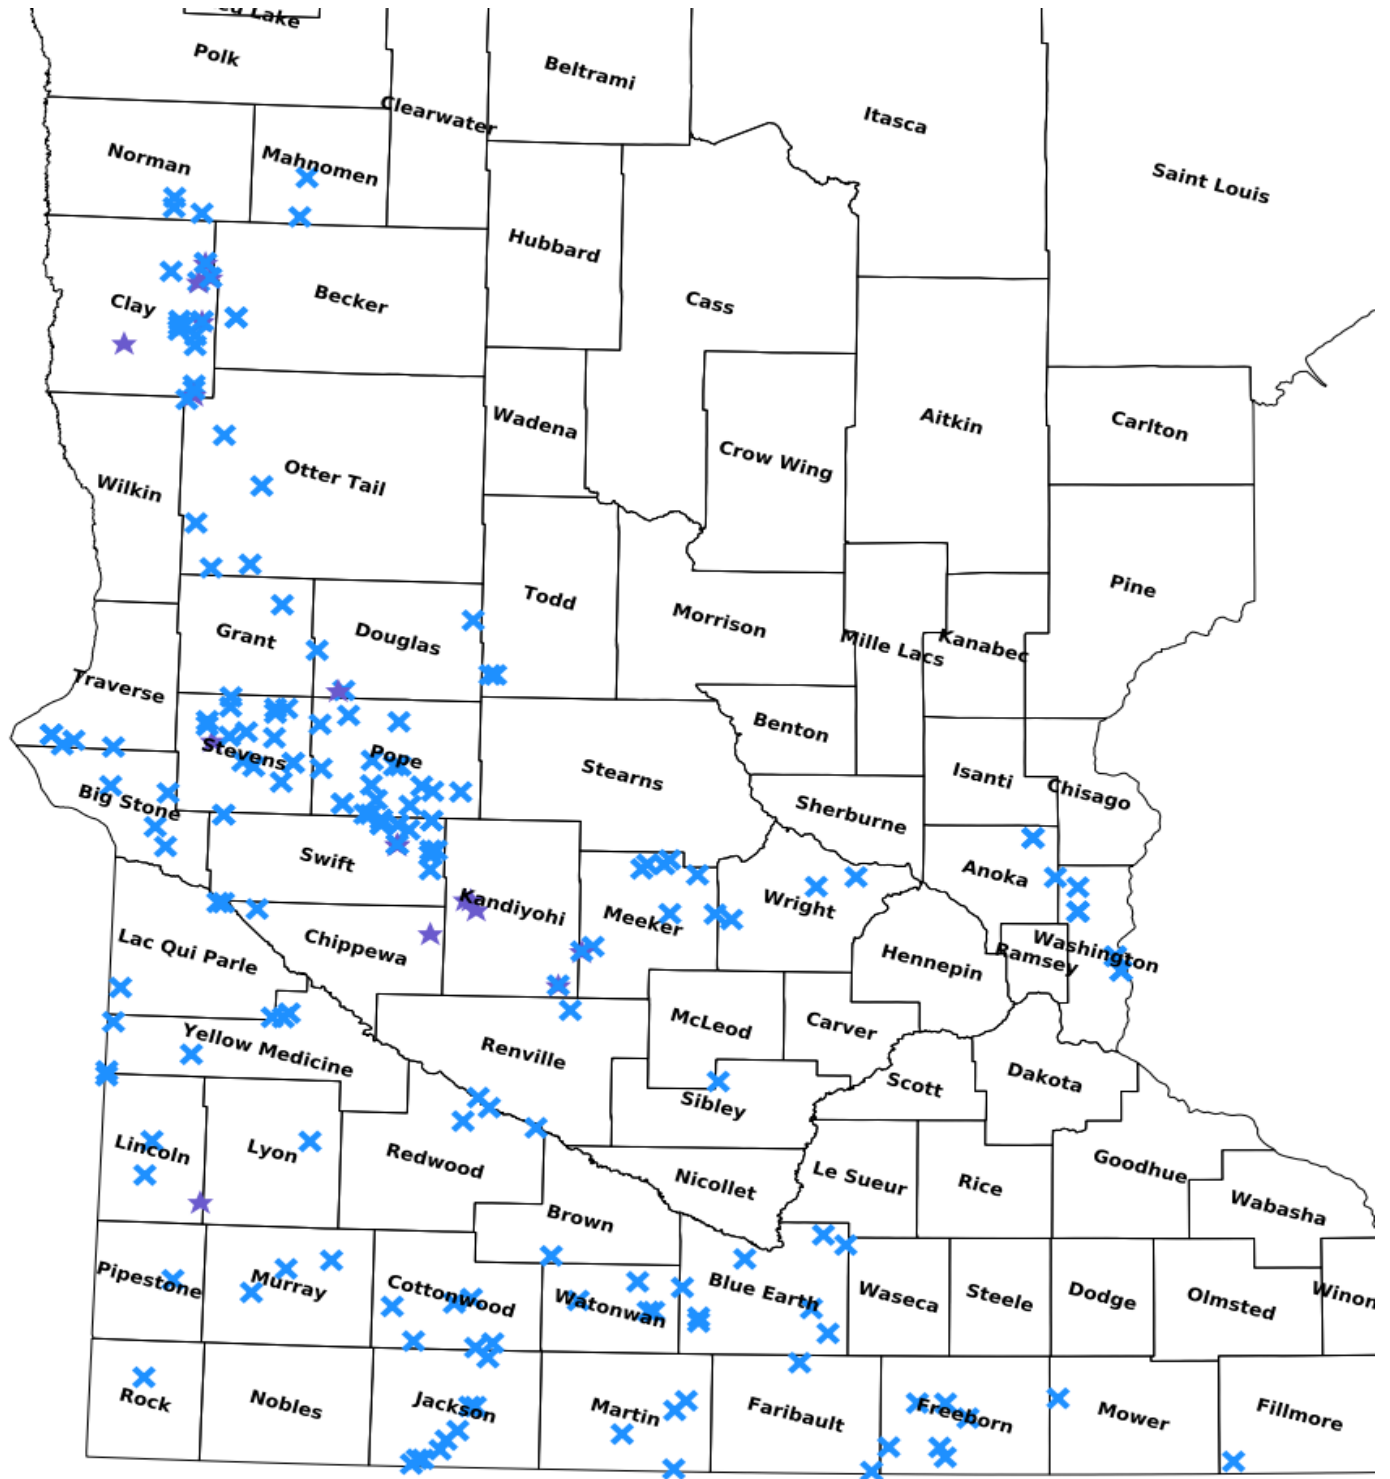 Lake
Polk
Beltrami
Clearwater
Itasca
Norman
Mahnomen
Saint Louis
Hubbard
Clay
Becker
Cass
Wadena
Aitkin
Carlton
Crow Wing
Otter Tail
Wilkin
Todd
Pine
Grant
Douglas
Morrison
Mille Lacs
Kanabec
Traverse
Benton
Stevens
Pope
Stearns
Isanti
Chisago
Big Stone
Sherburne
Swift
Anoka
Kandiyohi
Meeker
Wright
Lac Qui Parle
Chippewa
Hennepin
Ramsey
Washington
McLeod
Carver
Yellow Medicine
Renville
Scott
Dakota
Sibley
Lincoln
Lyon
Redwood
Nicollet
Le Sueur
Rice
Goodhue
Brown
Wabasha
Pipestone
Murray
Cottonwood
Watonwan
Blue Earth
Waseca
Steele
Dodge
Olmsted
Winon
Rock
Nobles
Jackson
Martin
Faribault
Freeborn
Mower
Fillmore